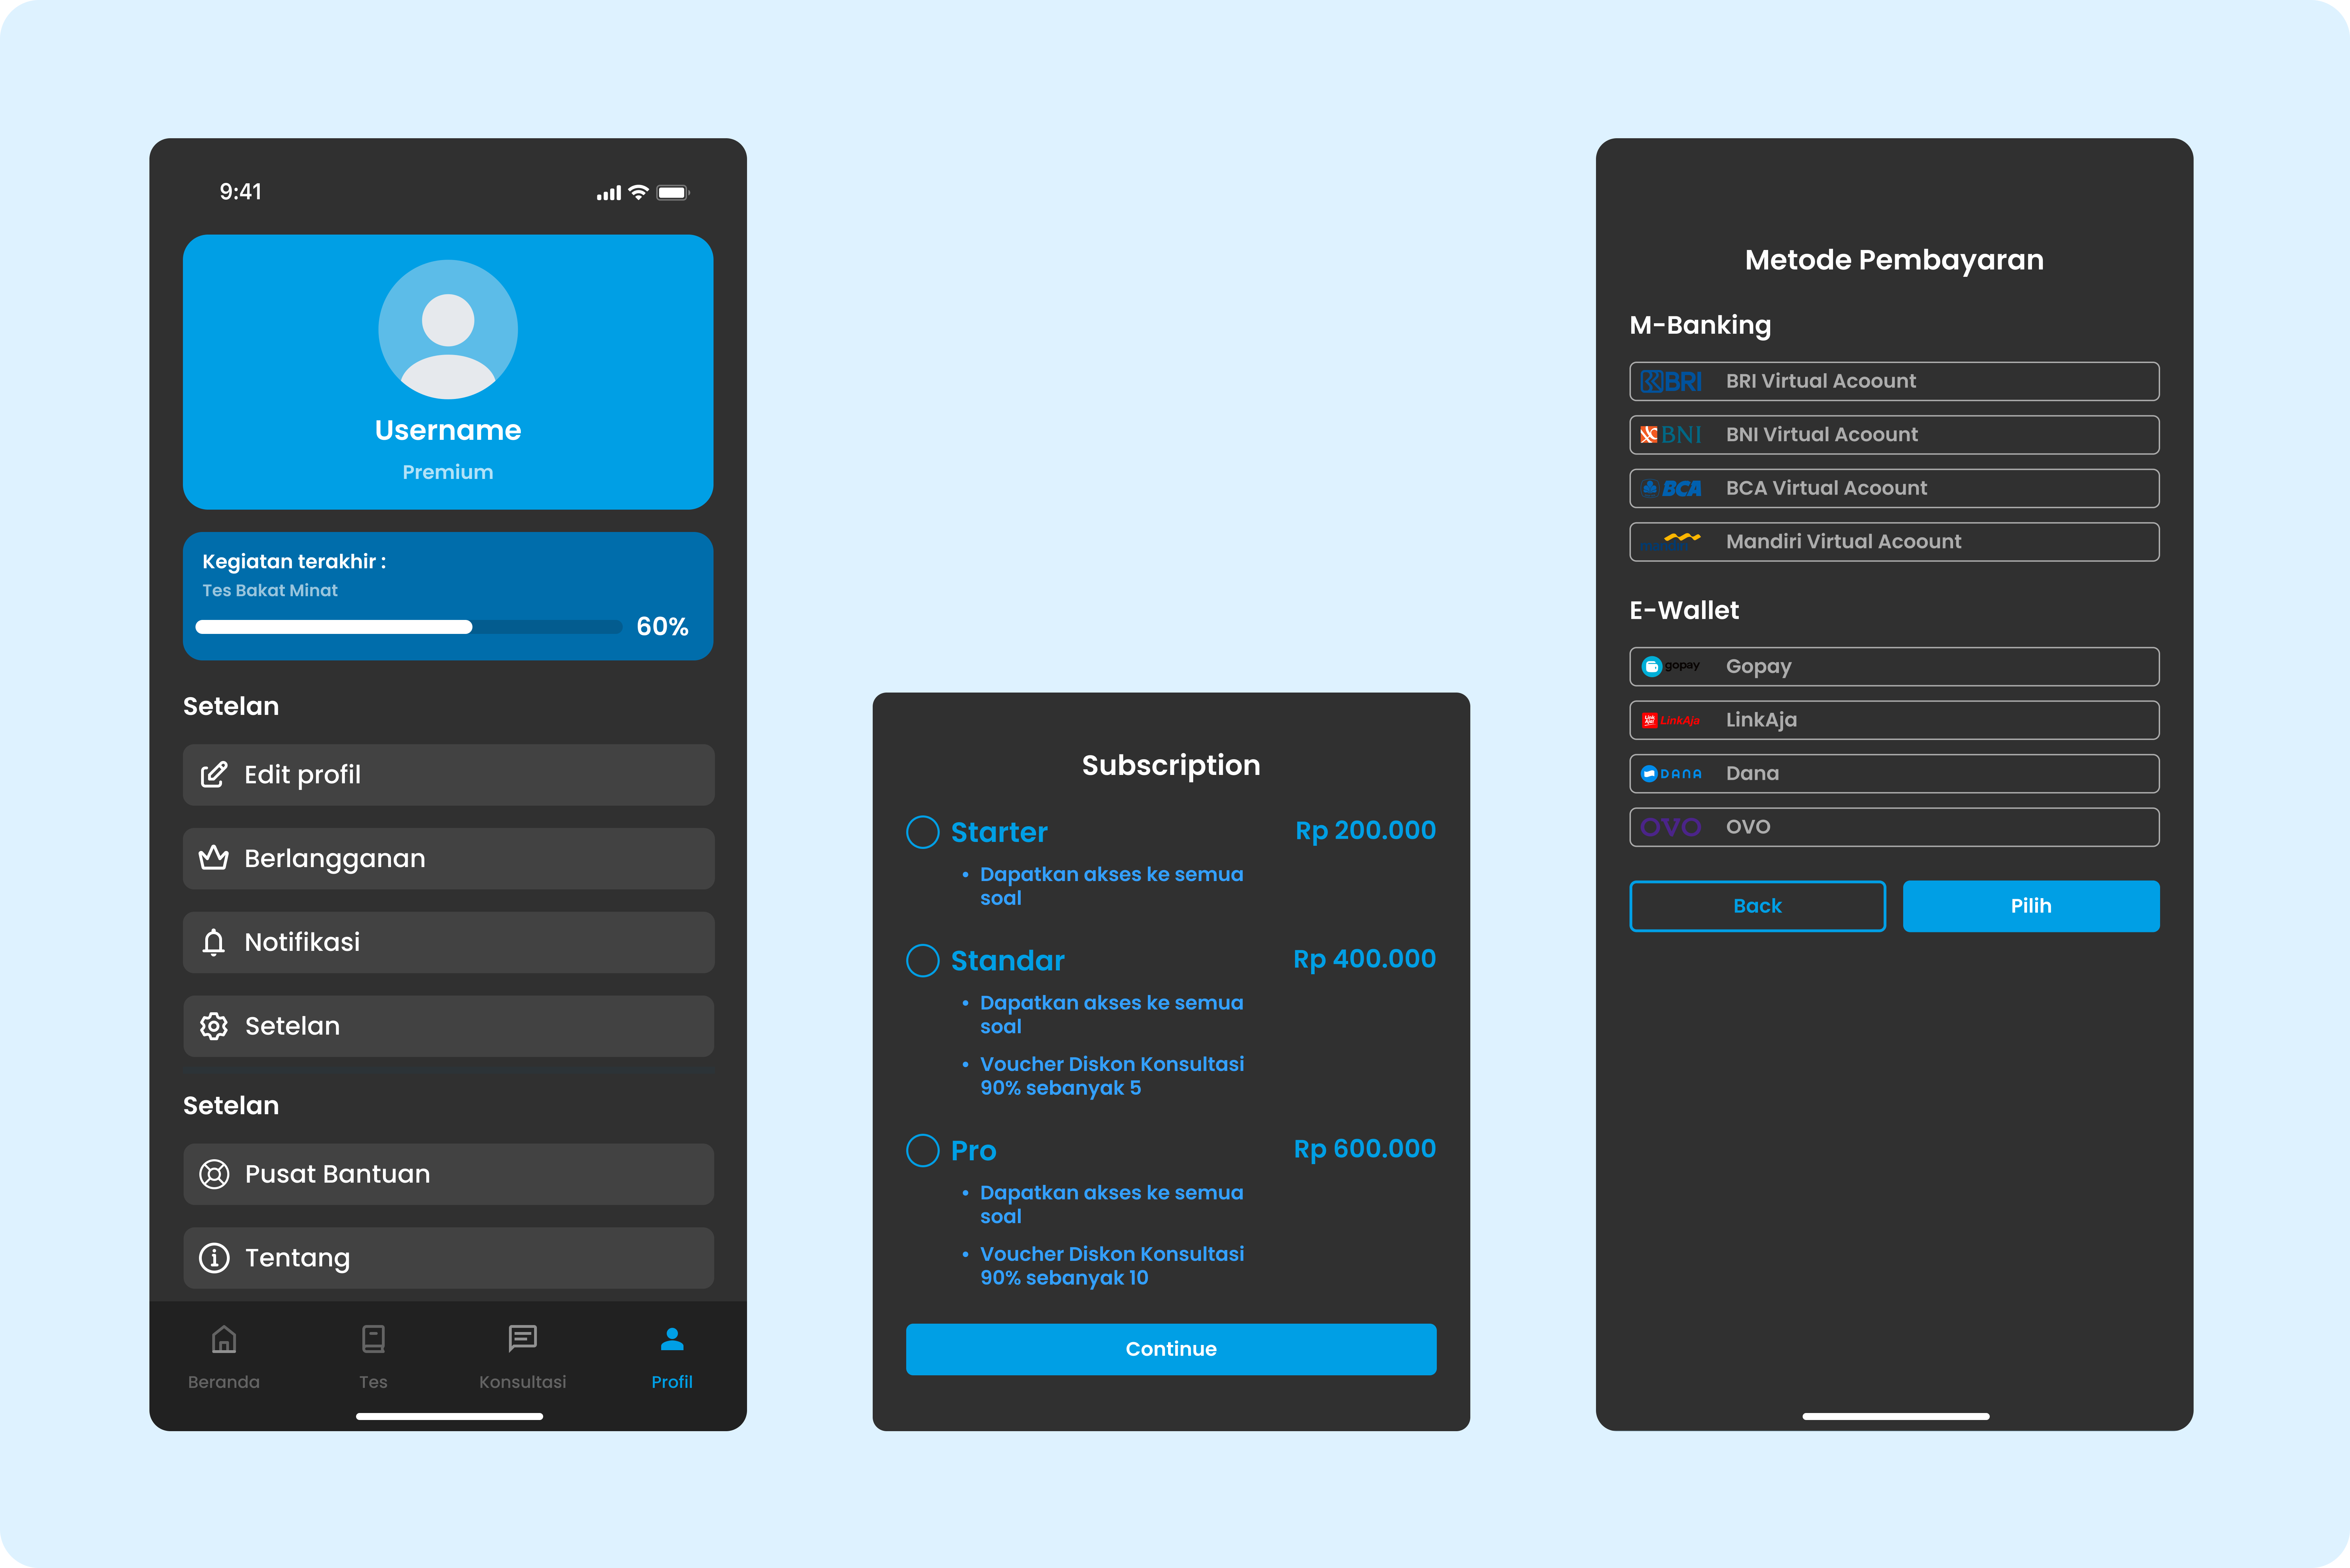 9:41
Username
Premium
Kegiatan terakhir :
Tes Bakat Minat
60%
Setelan
Edit profil
Berlangganan
Notifikasi
Setelan
Setelan
Pusat Bantuan
Tentang
Beranda
Tes
Konsultasi
Profil
Subscription
Starter
Rp 200.000
• Dapatkan akses ke semua
soal
Standar
Rp 400.000
• Dapatkan akses ke semua
soal
• Voucher Diskon Konsultasi
90% sebanyak 5
Pro
Rp 600.000
• Dapatkan akses ke semua
soal
• Voucher Diskon Konsultasi
90% sebanyak 10
Continue
Metode Pembayaran
M-Banking
BRI BRI Virtual Acoount
BNI BNI Virtual Acoount
BCA BCA Virtual Acoount
Mandiri Virtual Acoount
E-Wallet
gopay Gopay
LinkAja LinkAja
DANA Dana
OVO OVO
Back
Pilih